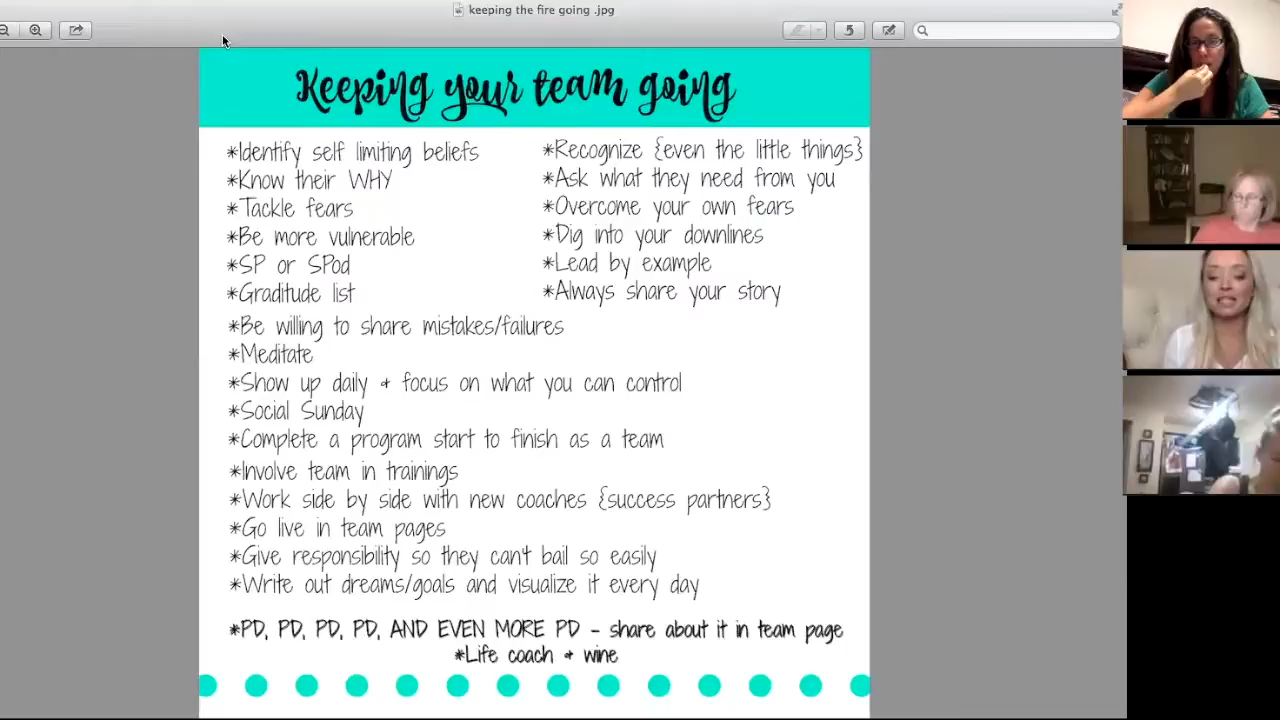 keeping the fire going .jpg
Keeping your team going
*Identify self limiting beliefs
*Know their WHY
*Tackle fears
*Be more vulnerable
*SP or SPod
*Graditude list
*Recognize {even the little things}
*Ask what they need from you
*Overcome your own fears
*Dig into your downlines
*Lead by example
*Always share your story
*Be willing to share mistakes/failures
*Meditate
*Show up daily & focus on what you can control
*Social Sunday
*Complete a program start to finish as a team
*Involve team in trainings
*Work side by side with new coaches {success partners}
*Go live in team pages
*Give responsibility so they can't bail so easily
*Write out dreams/goals and visualize it every day
*PD, PD, PD, PD, AND EVEN MORE PD - share about it in team page
*Life coach & wine